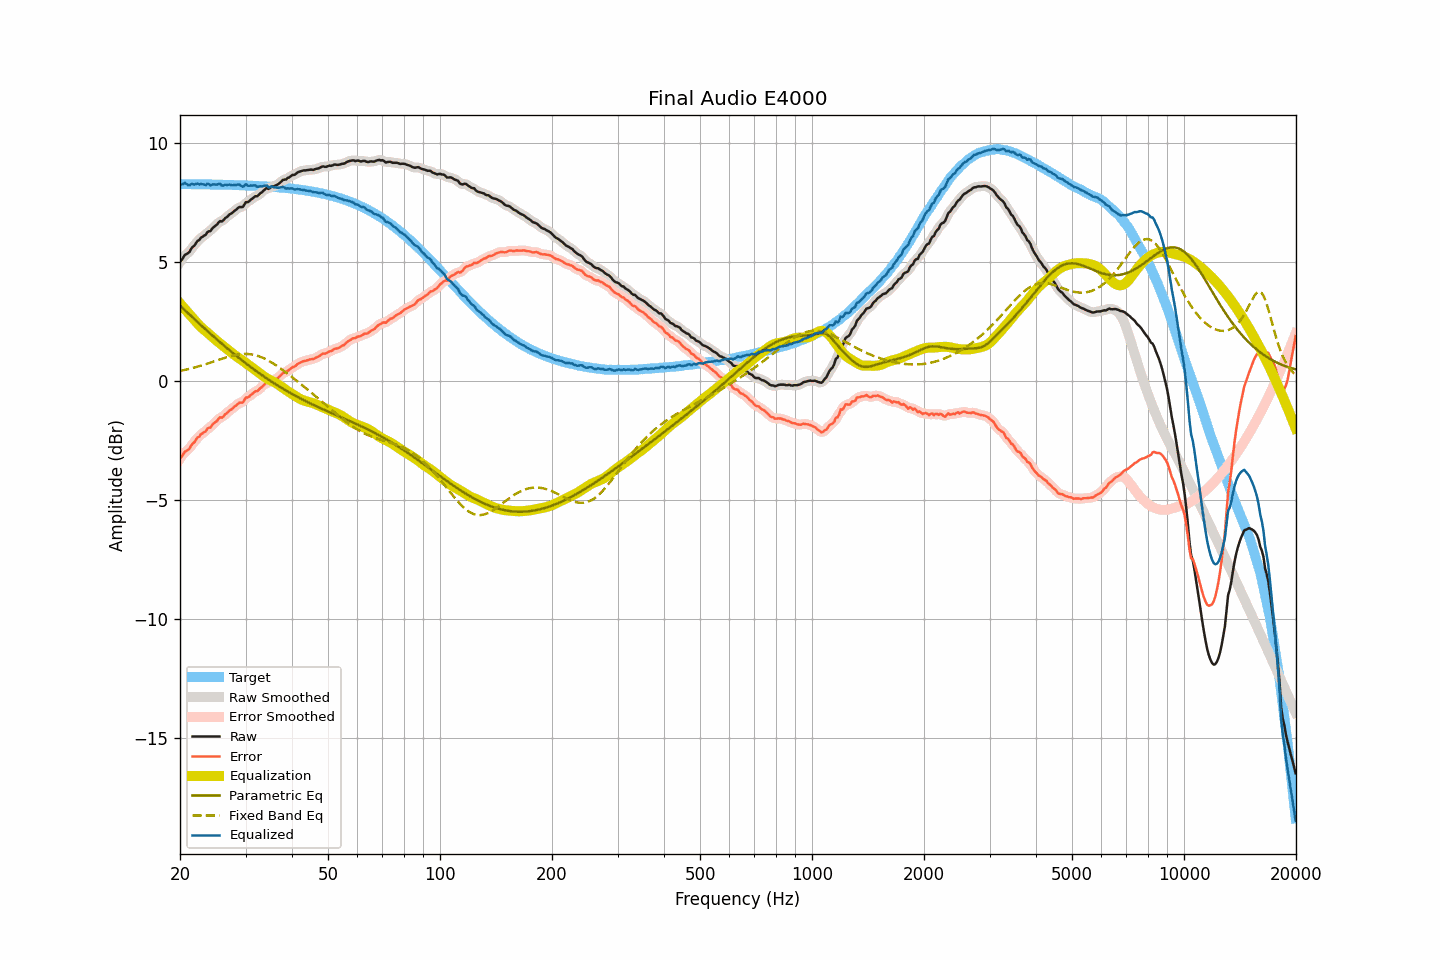 Final Audio E4000
Amplitude (dBr)
10
5
0
−5
−10
−15
Target
Raw Smoothed
Error Smoothed
Raw
Error
Equalization
Parametric Eq
Fixed Band Eq
Equalized
20 50 100 200 500 1000 2000 5000 10000 20000
Frequency (Hz)